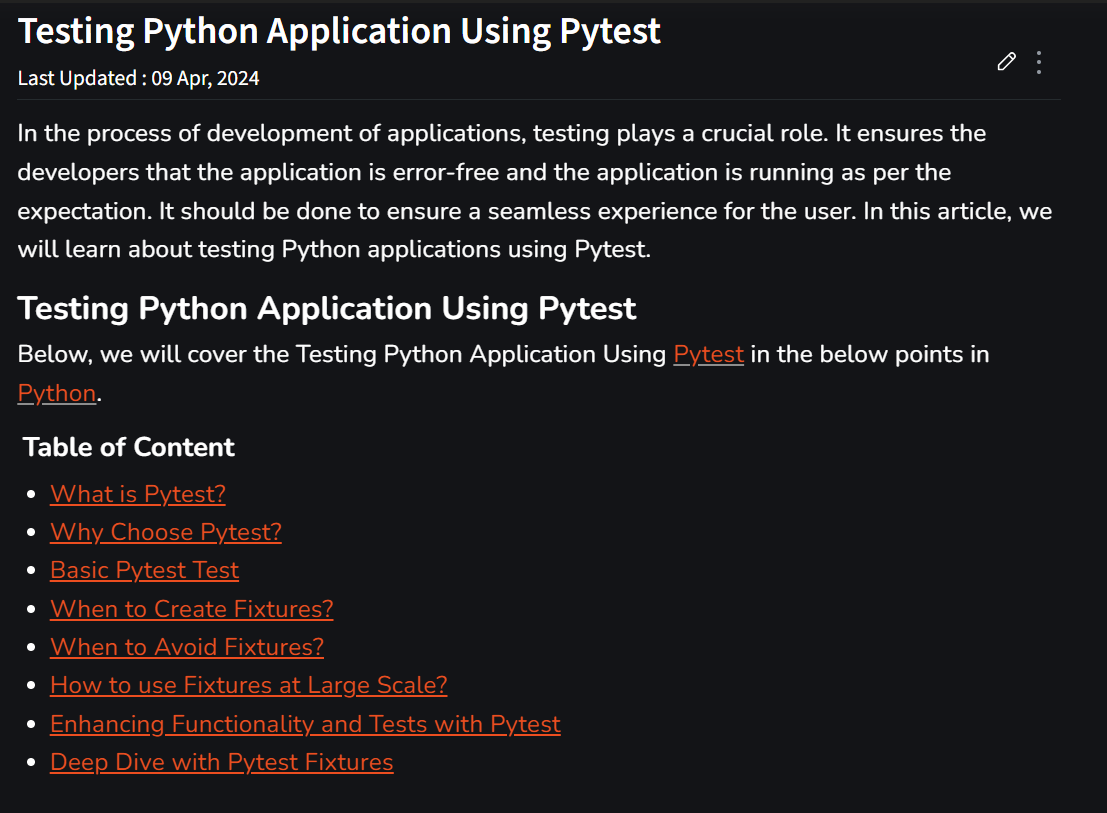 Testing Python Application Using Pytest
Last Updated : 09 Apr, 2024
In the process of development of applications, testing plays a crucial role. It ensures the
developers that the application is error-free and the application is running as per the
expectation. It should be done to ensure a seamless experience for the user. In this article, we
will learn about testing Python applications using Pytest.
Testing Python Application Using Pytest
Below, we will cover the Testing Python Application Using Pytest in the below points in
Python.
Table of Content
What is Pytest?
Why Choose Pytest?
Basic Pytest Test
When to Create Fixtures?
When to Avoid Fixtures?
How to use Fixtures at Large Scale?
Enhancing Functionality and Tests with Pytest
Deep Dive with Pytest Fixtures